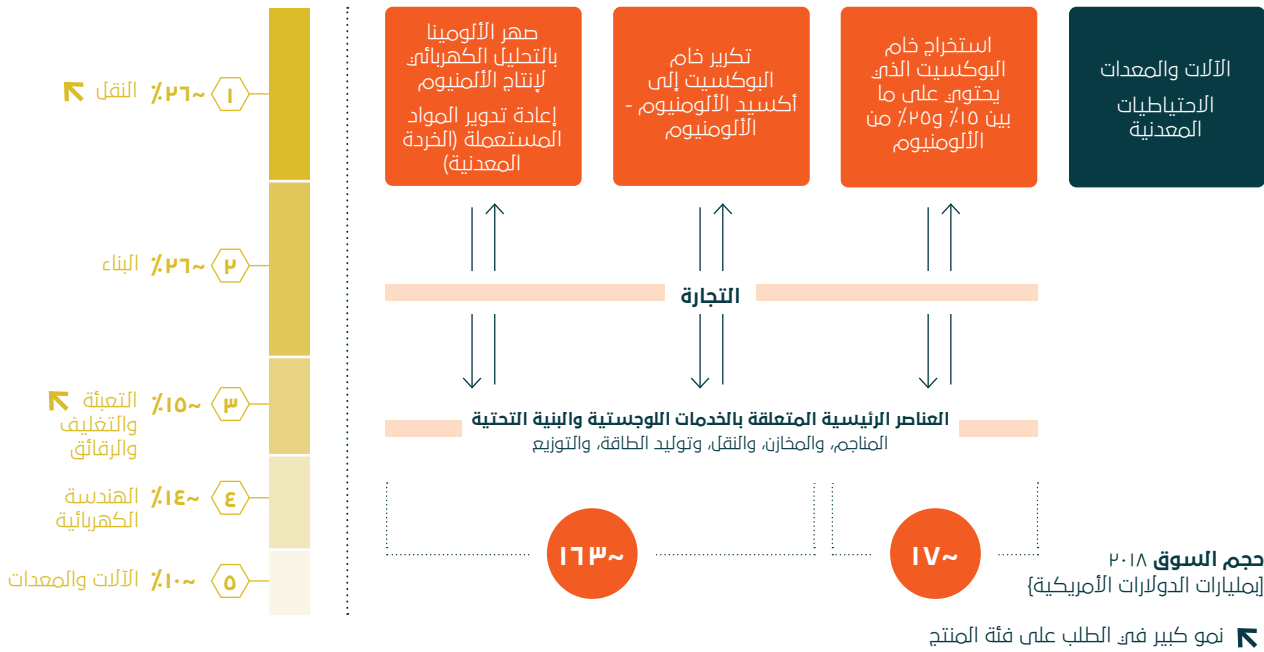 الآلات والمعدات
الاحتياطيات
المعدنية
استخراج خام
البوكسيت الذي
يحتوي على ما
بين ١٥٪ و٢٥٪ من
الألومنيوم
تكرير خام
البوكسيت إلى
أكسيد الألومنيوم -
الألومنيوم
صهر الألومينا
بالتحليل الكهربائي
لإنتاج الألمنيوم
إعادة تدوير المواد
المستعملة (الخردة
المعدنية)
التجارة
العناصر الرئيسية المتعلقة بالخدمات اللوجستية والبنية التحتية
المناجم، والمخازن، والنقل، وتوليد الطاقة، والتوزيع
حجم السوق ٢٠١٨
[بمليارات الدولارات الأمريكية}
~١٧
~١٦٣
نمو كبير في الطلب على فئة المنتج
١ ~٢٦٪ النقل
٢ ~٢٦٪ البناء
٣ ~١٥٪ التعبئة
والتغليف
والرقائق
٤ ~١٤٪ الهندسة
الكهربائية
٥ ~١٠٪ الآلات والمعدات